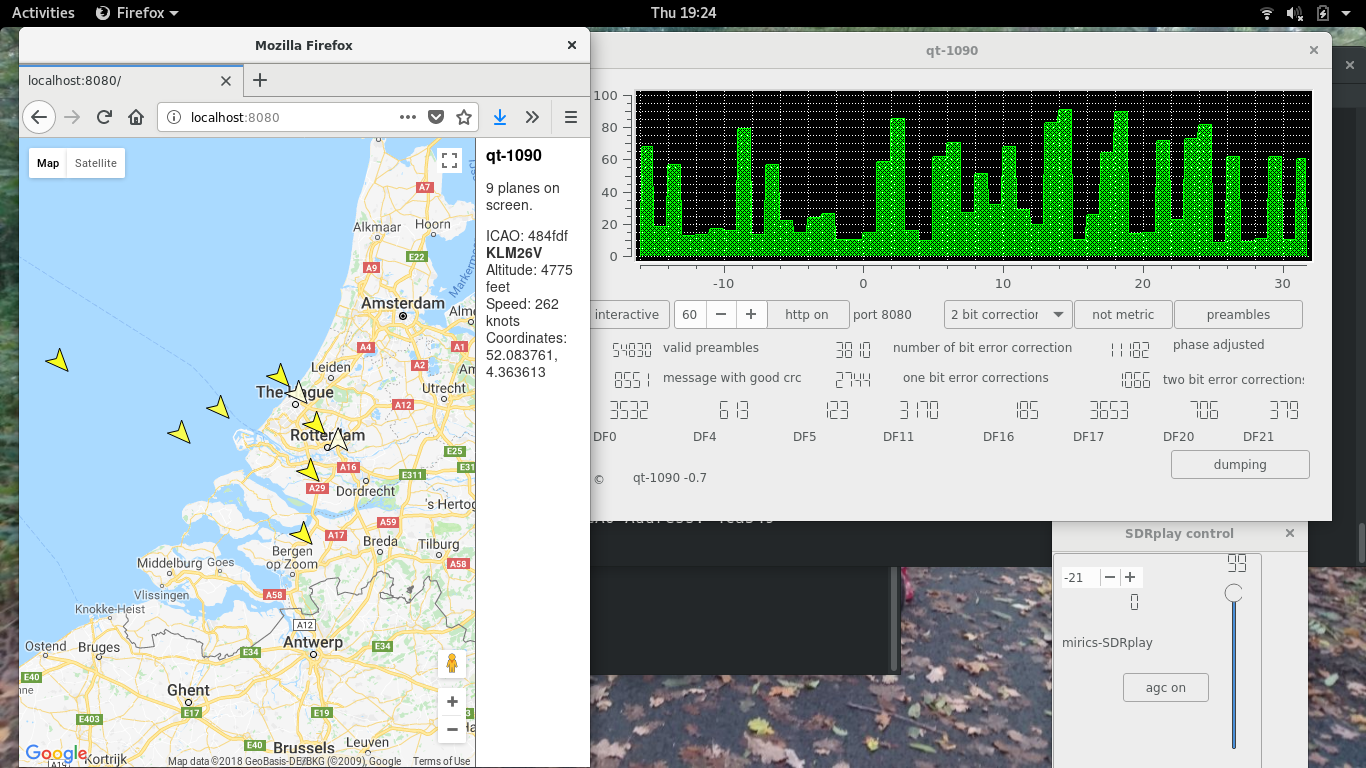 Activities
Firefox
Thu 19:24
Mozilla Firefox
localhost:8080/
localhost:8080
Map
Satellite
A7
Alkmaar
Hoorn
E22
A9
Amsterdam
A4
A1
Leiden
The Hague
Utrecht
A12
Rotterdam
E25
A16
E311
A29
Dordrecht
's Hertog
A59
A17
Breda
Bergen
op Zoom
Tilburg
Middelburg
Goes
A58
A58
Vlissingen
Knokke-Heist
A12
Antwerp
Ostend
Bruges
E34
E34
E40
Ghent
E17
E403
E19
E40
Brussels
Leuven
Kortrijk
Google
Map data ©2018 GeoBasis-DE/BKG (©2009), Google
Terms of Use
qt-1090
9 planes on
screen.
ICAO: 484fdf
KLM26V
Altitude: 4775
feet
Speed: 262
knots
Coordinates:
52.083761,
4.363613
qt-1090
100
80
60
40
20
0
-10 0 10 20 30
interactive
60
http on
port 8080
2 bit correction
not metric
preambles
54830 valid preambles
3810 number of bit error correction
11182 phase adjusted
8551 message with good crc
2744 one bit error corrections
1066 two bit error corrections
3532 613 123 3170 185 3653 706 379
DF0 DF4 DF5 DF11 DF16 DF17 DF20 DF21
dumping
© qt-1090 -0.7
SDRplay control
-21
99
0
mirics-SDRplay
agc on